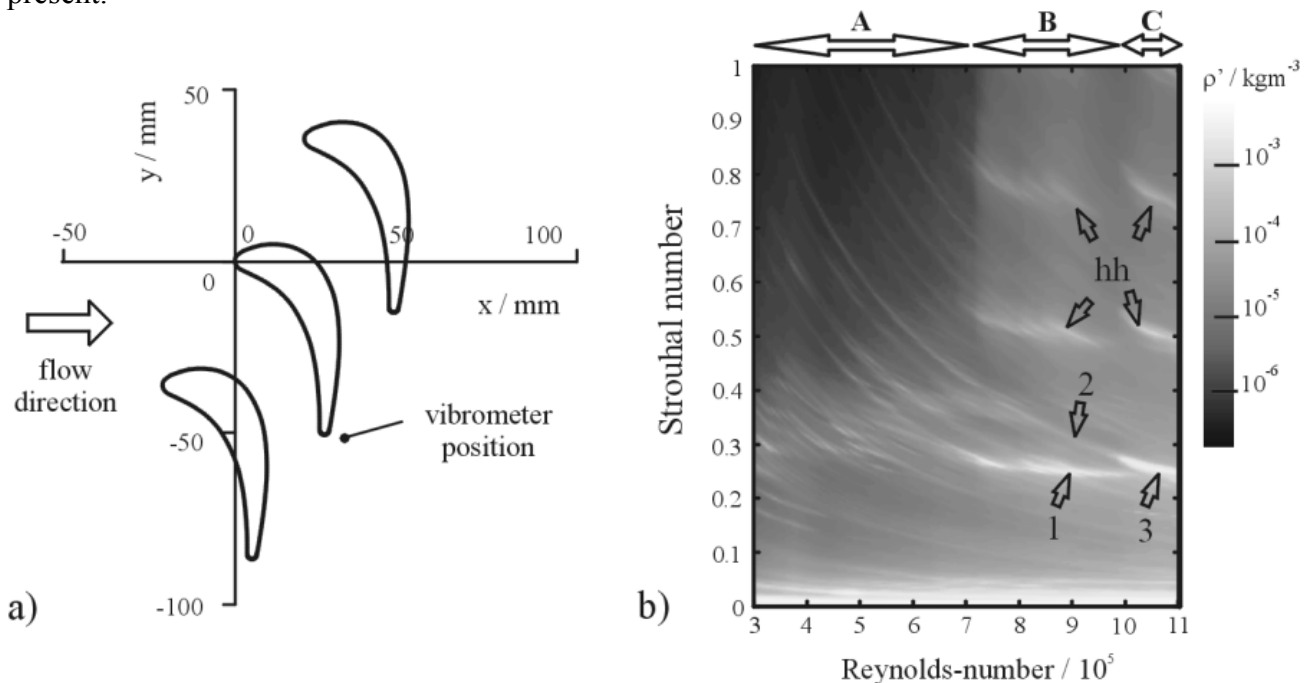 present.
a)
50
y / mm
-50
0
50
100
0
x / mm
flow
direction
-50
vibrometer
position
-100
b)
A
B
C
ρ' / kgm⁻³
1
0.9
0.8
0.7
0.6
0.5
0.4
0.3
0.2
0.1
0
Strouhal number
hh
2
1
3
3 4 5 6 7 8 9 10 11
Reynolds-number / 10⁵
10⁻³
10⁻⁴
10⁻⁵
10⁻⁶